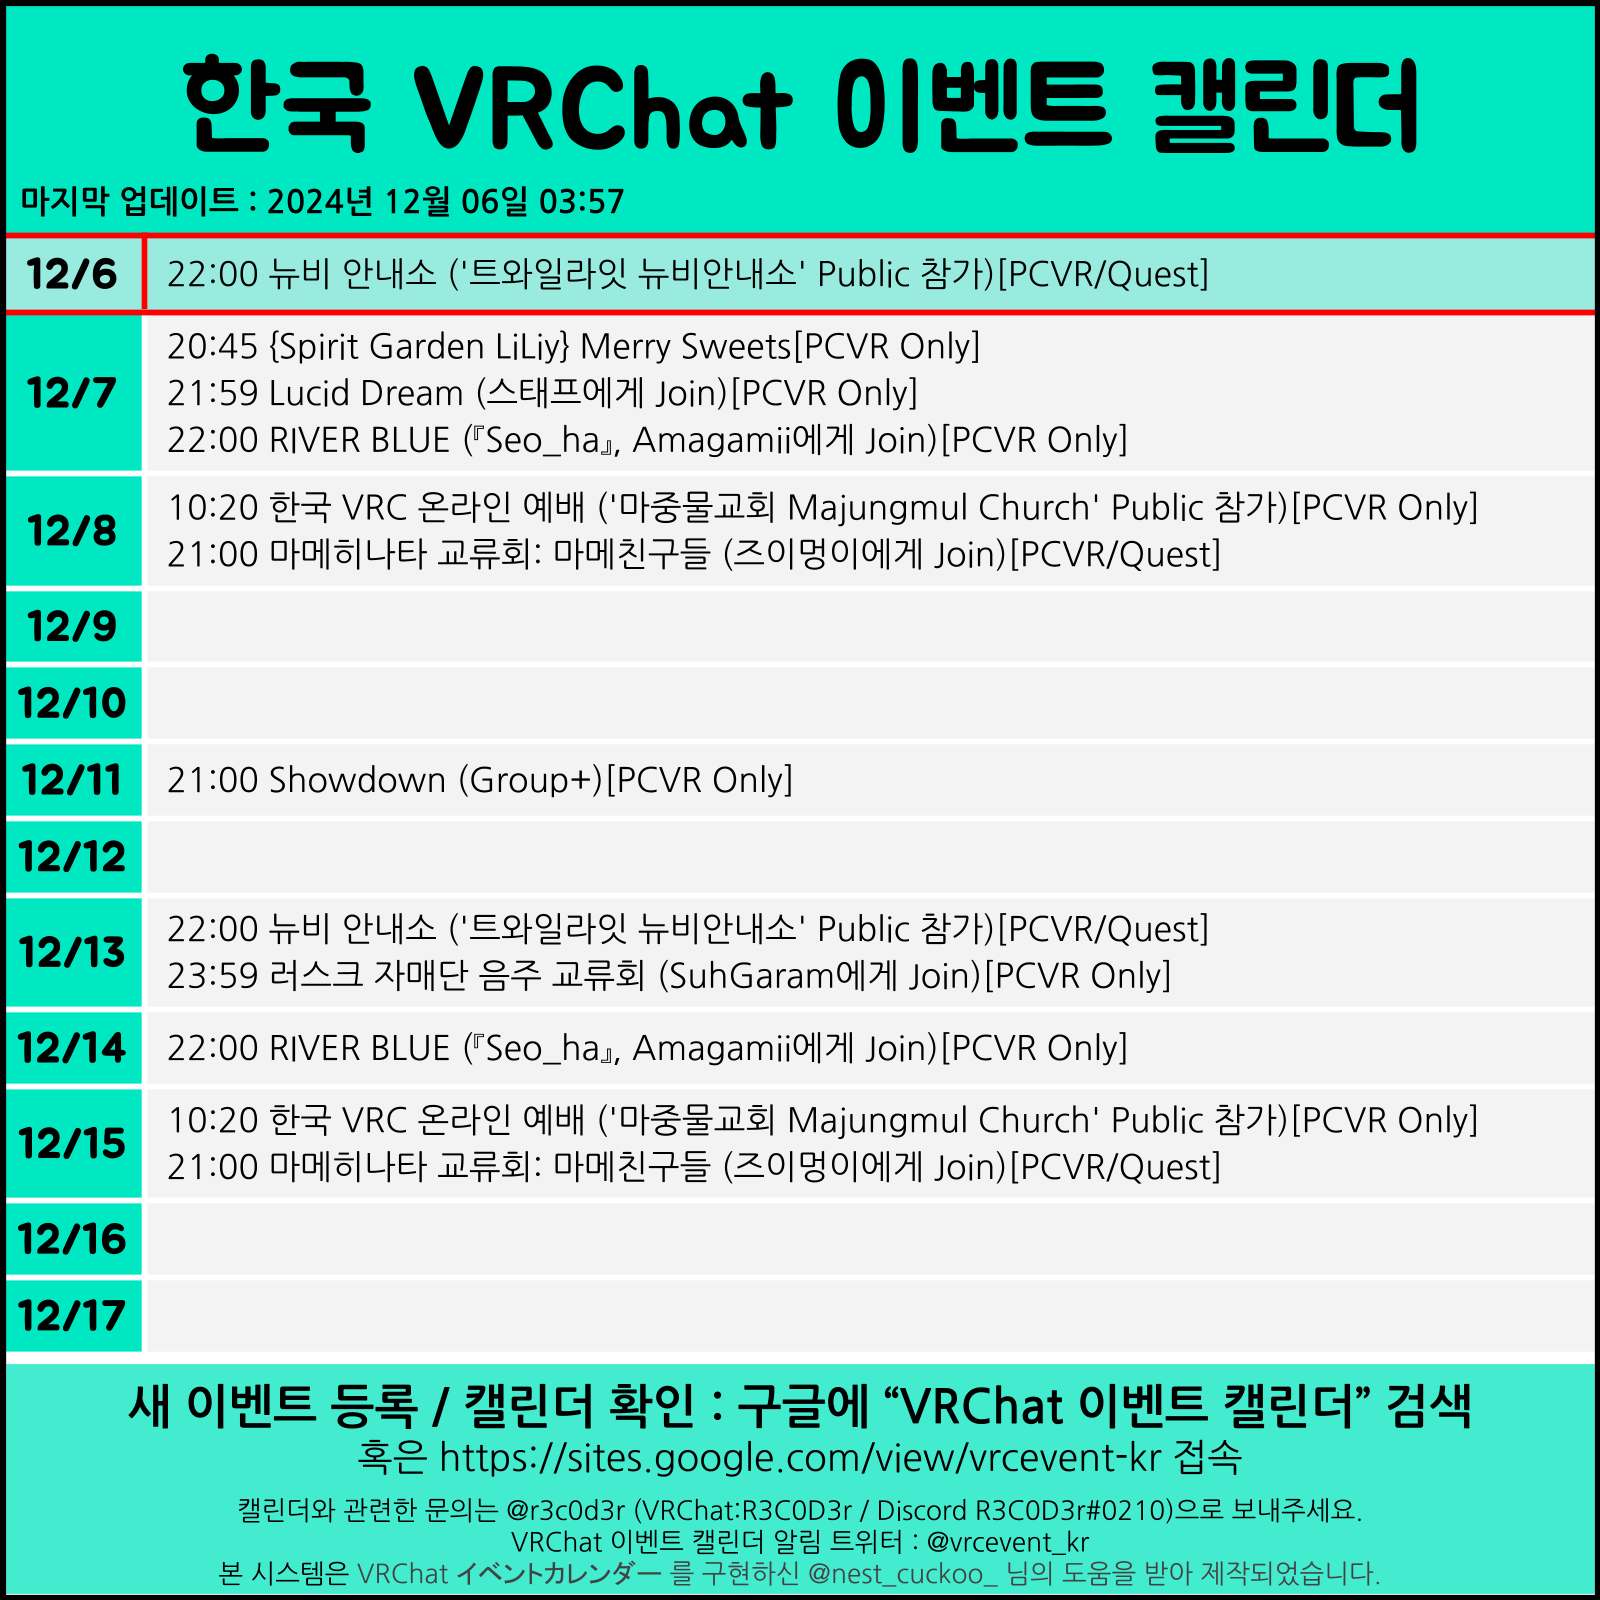 한국 VRChat 이벤트 캘린더
마지막 업데이트 : 2024년 12월 06일 03:57
12/6
22:00 뉴비 안내소 ('트와일라잇 뉴비안내소' Public 참가)[PCVR/Quest]
12/7
20:45 {Spirit Garden LiLiy} Merry Sweets[PCVR Only]
21:59 Lucid Dream (스태프에게 Join)[PCVR Only]
22:00 RIVER BLUE (『Seo_ha』, Amagamii에게 Join)[PCVR Only]
12/8
10:20 한국 VRC 온라인 예배 ('마중물교회 Majungmul Church' Public 참가)[PCVR Only]
21:00 마메히나타 교류회: 마메친구들 (즈이멍이에게 Join)[PCVR/Quest]
12/9
12/10
12/11
21:00 Showdown (Group+)[PCVR Only]
12/12
12/13
22:00 뉴비 안내소 ('트와일라잇 뉴비안내소' Public 참가)[PCVR/Quest]
23:59 러스크 자매단 음주 교류회 (SuhGaram에게 Join)[PCVR Only]
12/14
22:00 RIVER BLUE (『Seo_ha』, Amagamii에게 Join)[PCVR Only]
12/15
10:20 한국 VRC 온라인 예배 ('마중물교회 Majungmul Church' Public 참가)[PCVR Only]
21:00 마메히나타 교류회: 마메친구들 (즈이멍이에게 Join)[PCVR/Quest]
12/16
12/17
새 이벤트 등록 / 캘린더 확인 : 구글에 “VRChat 이벤트 캘린더” 검색
혹은 https://sites.google.com/view/vrcevent-kr 접속
캘린더와 관련한 문의는 @r3c0d3r (VRChat:R3C0D3r / Discord R3C0D3r#0210)으로 보내주세요.
VRChat 이벤트 캘린더 알림 트위터 : @vrcevent_kr
본 시스템은 VRChat イベントカレンダー 를 구현하신 @nest_cuckoo_ 님의 도움을 받아 제작되었습니다.